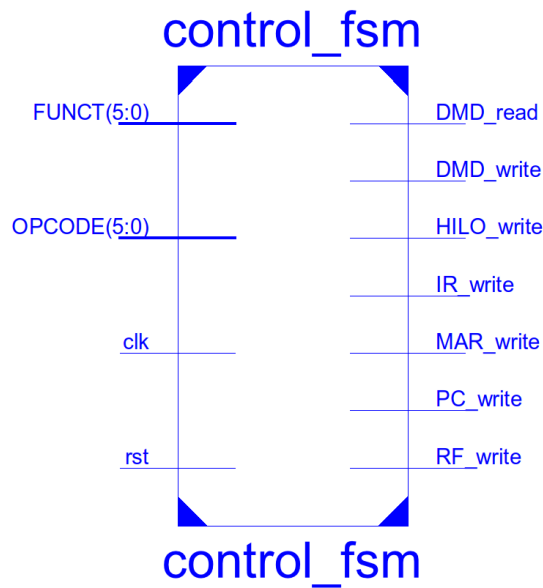 control_fsm
FUNCT(5:0)
DMD_read
DMD_write
OPCODE(5:0)
HILO_write
IR_write
clk
MAR_write
PC_write
rst
RF_write
control_fsm